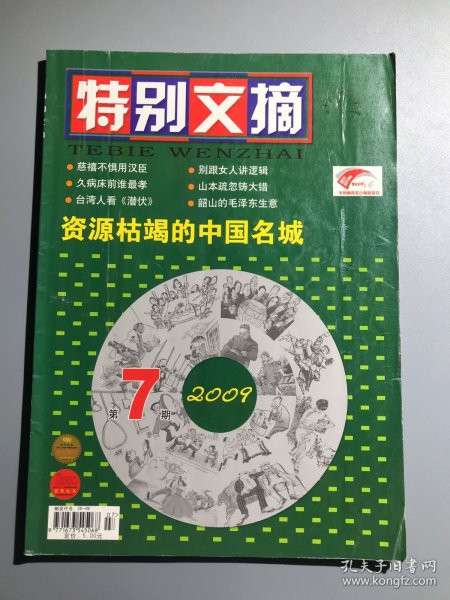 特别文摘
TEBIE WENZHAI
• 慈禧不惧用汉臣
• 别跟女人讲逻辑
• 久病床前谁最孝
• 山本疏忽铸大错
• 台湾人看《潜伏》
• 韶山的毛泽东生意
资源枯竭的中国名城
第7期
2009
07>
定价：5.00元
孔夫子旧书网
www.kongfz.com